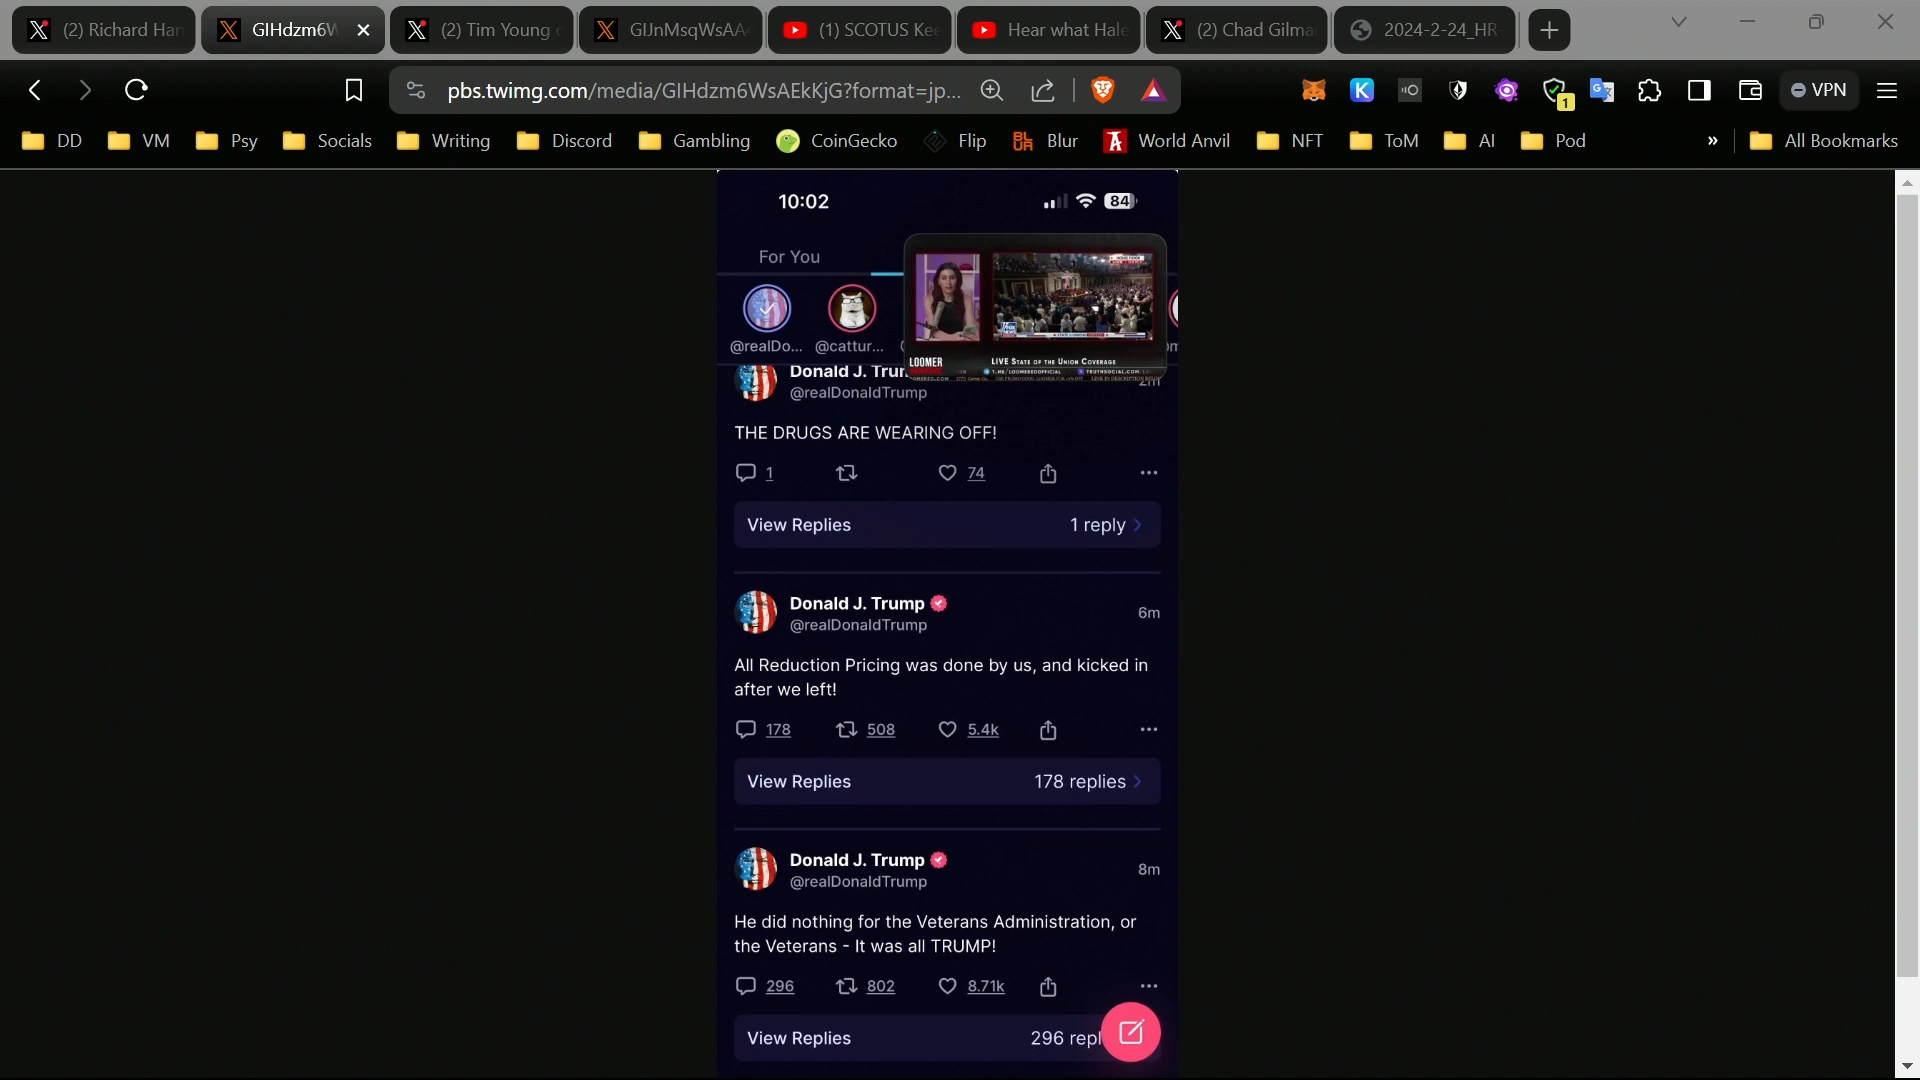 (2) Richard Han
GIHdzm6W
(2) Tim Young o
GIJnMsqWsAA
(1) SCOTUS Kee
Hear what Hale
(2) Chad Gilma
2024-2-24_HR-
pbs.twimg.com/media/GIHdzm6WsAEkKjG?format=jp...
1
VPN
DD
VM
Psy
Socials
Writing
Discord
Gambling
CoinGecko
Flip
Blur
World Anvil
NFT
ToM
AI
Pod
»
All Bookmarks
10:02
84
For You
@realDo...
@cattur...
LOOMER
LIVE STATE OF THE UNION COVERAGE
Donald J. Trum
@realDonaldTrump
2m
THE DRUGS ARE WEARING OFF!
1
74
View Replies
1 reply
Donald J. Trump
@realDonaldTrump
6m
All Reduction Pricing was done by us, and kicked in
after we left!
178
508
5.4k
View Replies
178 replies
Donald J. Trump
@realDonaldTrump
8m
He did nothing for the Veterans Administration, or
the Veterans - It was all TRUMP!
296
802
8.71k
View Replies
296 repl